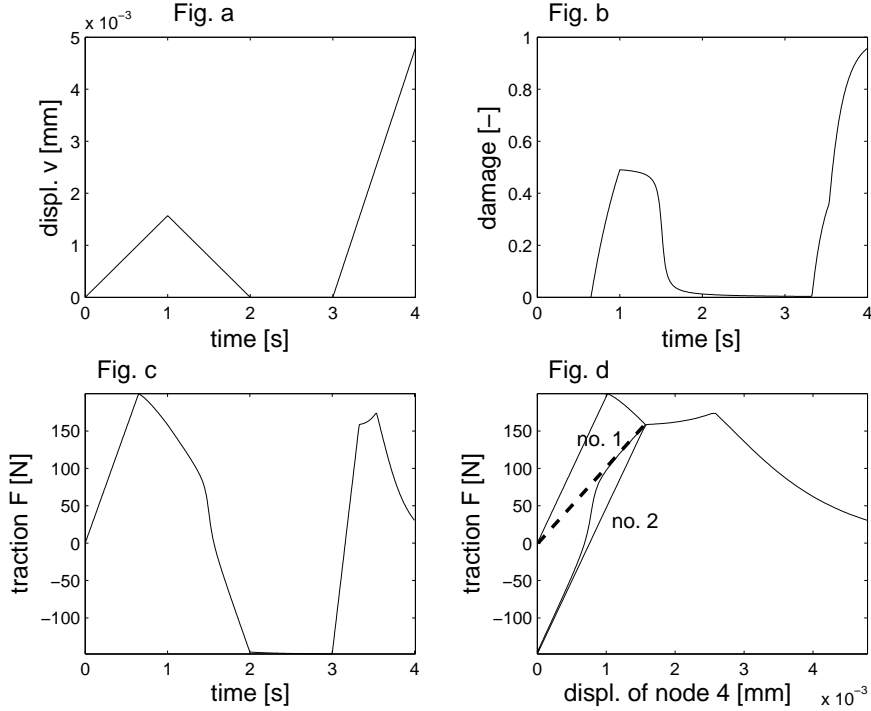 Fig. a
x 10⁻³
5
4
3
2
1
0
0 1 2 3 4
displ. v [mm]
time [s]
Fig. b
1
0.8
0.6
0.4
0.2
0
0 1 2 3 4
damage [−]
time [s]
Fig. c
150
100
50
0
−50
−100
0 1 2 3 4
traction F [N]
time [s]
Fig. d
150
100
50
0
−50
−100
0 1 2 3 4
traction F [N]
no. 1
no. 2
displ. of node 4 [mm]
x 10⁻³